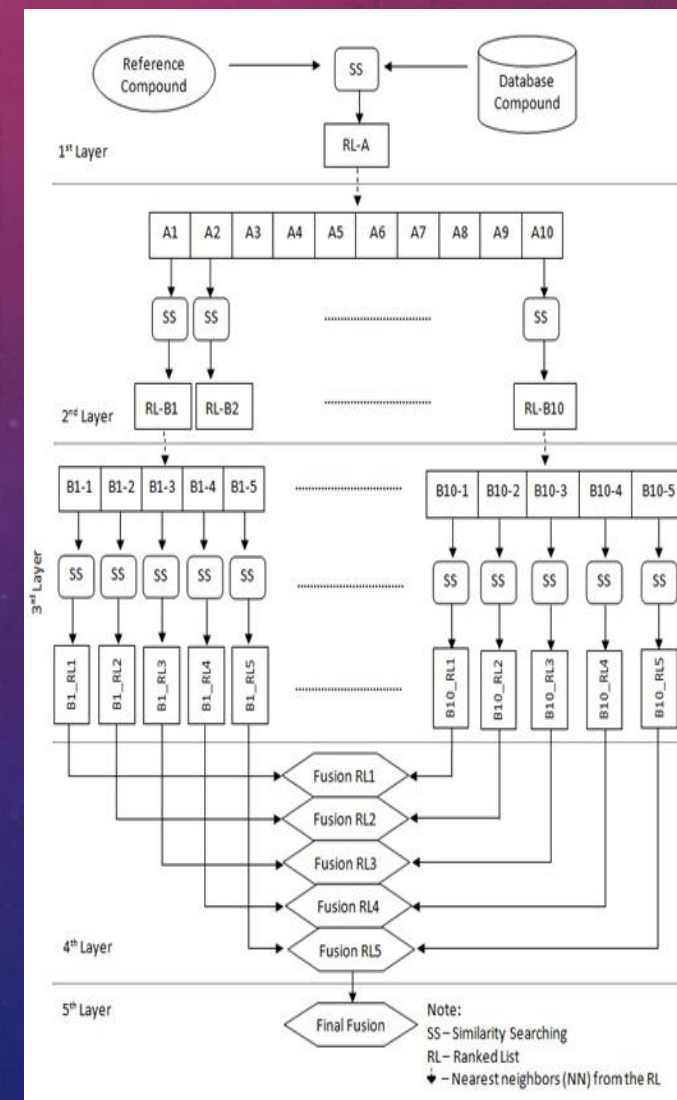 Reference Compound
SS
Database Compound
RL-A
1st Layer
A1 A2 A3 A4 A5 A6 A7 A8 A9 A10
SS SS SS
RL-B1 RL-B2 RL-B10
2nd Layer
B1-1 B1-2 B1-3 B1-4 B1-5 B10-1 B10-2 B10-3 B10-4 B10-5
SS SS SS SS SS SS SS SS SS SS
3rd Layer
B1_RL1 B1_RL2 B1_RL3 B1_RL4 B1_RL5 B10_RL1 B10_RL2 B10_RL3 B10_RL4 B10_RL5
Fusion RL1
Fusion RL2
Fusion RL3
Fusion RL4
Fusion RL5
4th Layer
5th Layer
Final Fusion
Note:
SS – Similarity Searching
RL – Ranked List
– Nearest neighbors (NN) from the RL